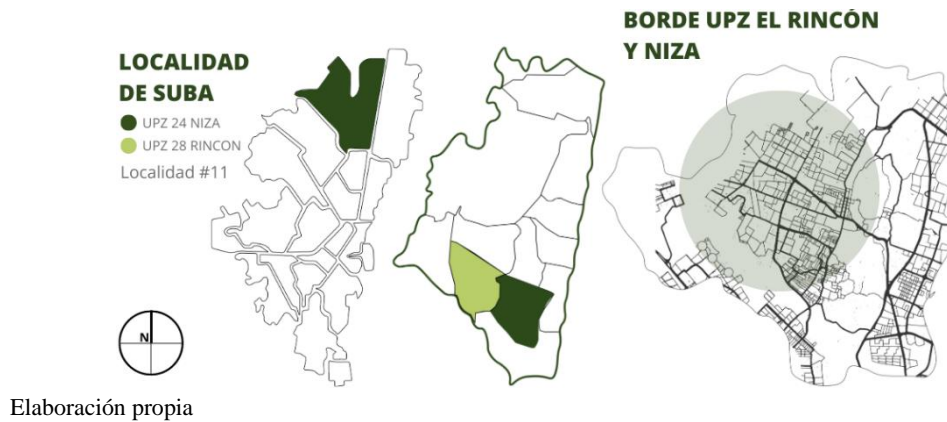 LOCALIDAD
DE SUBA
UPZ 24 NIZA
UPZ 28 RINCON
Localidad #11
N
BORDE UPZ EL RINCÓN
Y NIZA
Elaboración propia